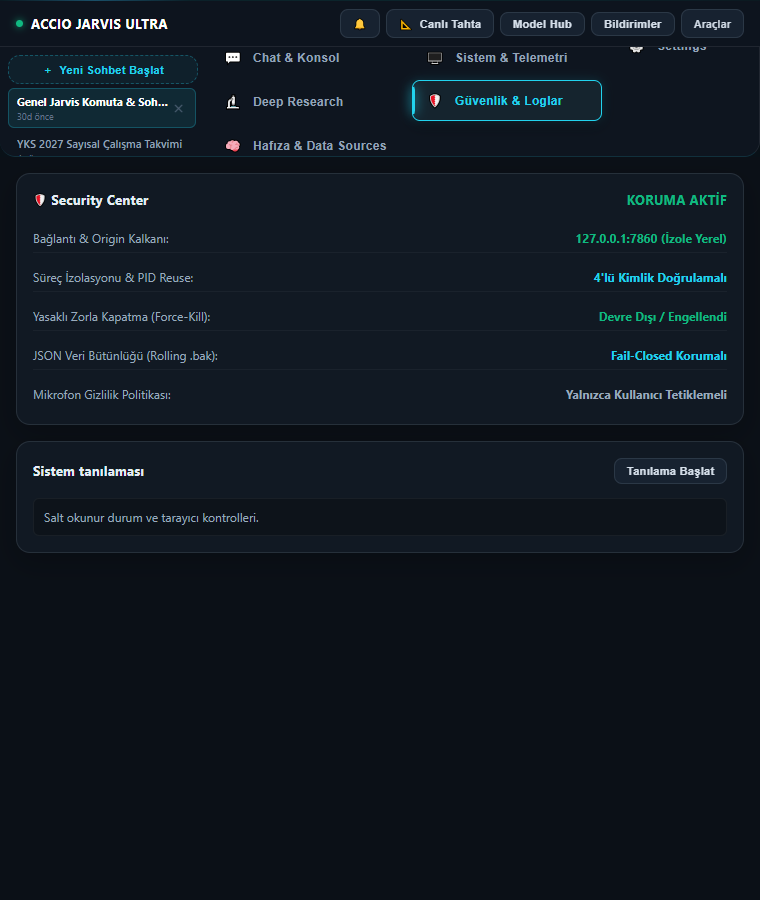 ACCIO JARVIS ULTRA
Canlı Tahta
Model Hub
Bildirimler
Araçlar
+ Yeni Sohbet Başlat
Genel Jarvis Komuta & Soh...
30d önce
YKS 2027 Sayısal Çalışma Takvimi
Chat & Konsol
Deep Research
Hafıza & Data Sources
Sistem & Telemetri
Güvenlik & Loglar
Settings
Security Center
KORUMA AKTİF
Bağlantı & Origin Kalkanı:
127.0.0.1:7860 (İzole Yerel)
Süreç İzolasyonu & PID Reuse:
4'lü Kimlik Doğrulamalı
Yasaklı Zorla Kapatma (Force-Kill):
Devre Dışı / Engellendi
JSON Veri Bütünlüğü (Rolling .bak):
Fail-Closed Korumalı
Mikrofon Gizlilik Politikası:
Yalnızca Kullanıcı Tetiklemeli
Sistem tanılaması
Tanılama Başlat
Salt okunur durum ve tarayıcı kontrolleri.